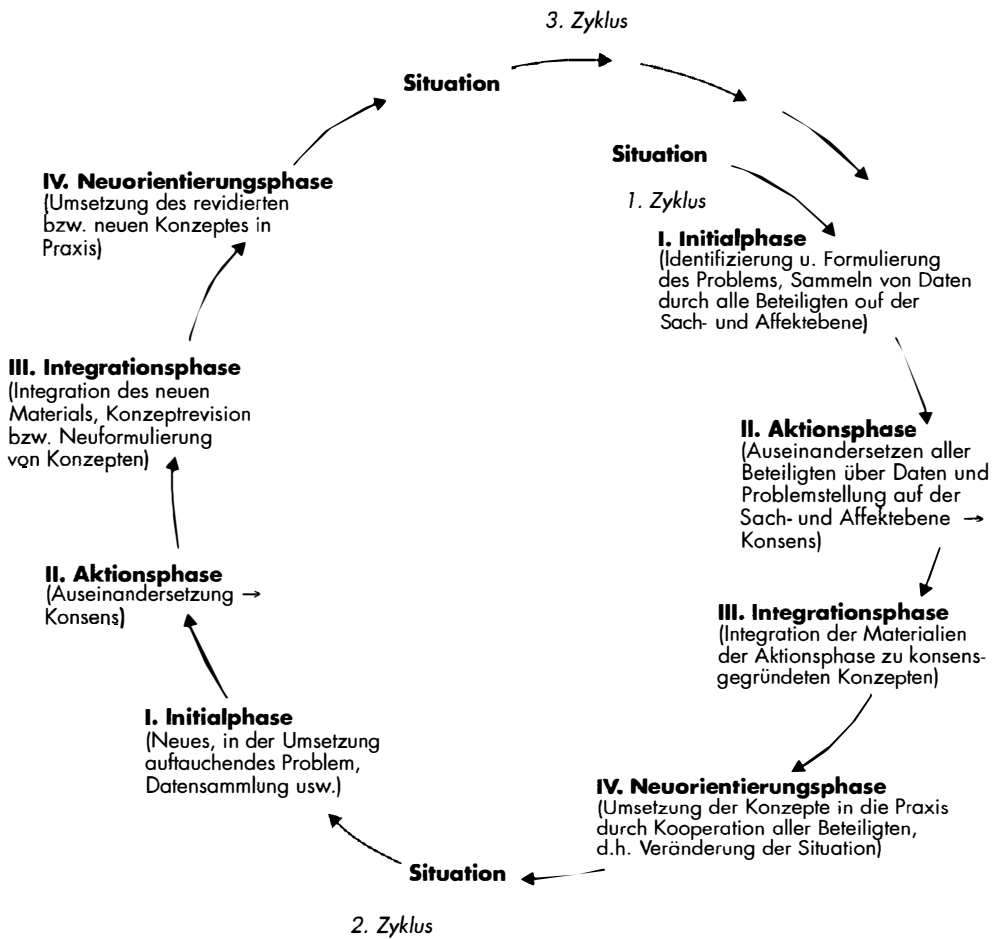 3. Zyklus
Situation
Situation
1. Zyklus
I. Initialphase
(Identifizierung u. Formulierung
des Problems, Sammeln von Daten
durch alle Beteiligten ouf der
Sach- und Affektebene)
II. Aktionsphase
(Auseinandersetzen aller
Beteiligten über Daten und
Problemstellung auf der
Sach- und Affektebene →
Konsens)
III. Integrationsphase
(Integration der Materialien
der Aktionsphase zu konsens-
gegründeten Konzepten)
IV. Neuorientierungsphase
(Umsetzung der Konzepte in die Praxis
durch Kooperation aller Beteiligten,
d.h. Veränderung der Situation)
Situation
2. Zyklus
I. Initialphase
(Neues, in der Umsetzung
auftauchendes Problem,
Datensammlung usw.)
II. Aktionsphase
(Auseinandersetzung →
Konsens)
III. Integrationsphase
(Integration des neuen
Materials, Konzeptrevision
bzw. Neuformulierung
von Konzepten)
IV. Neuorientierungsphase
(Umsetzung des revidierten
bzw. neuen Konzeptes in
Praxis)